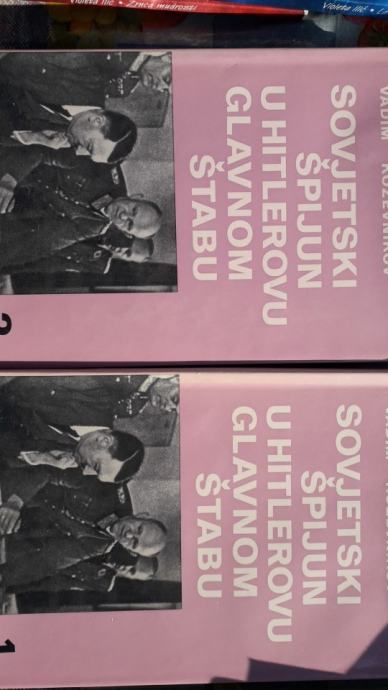 Violeta Ilić • Zrnca mudrosti
Violeta Ilić •
VADIM KOŽEVNIKOV
SOVJETSKI
ŠPIJUN
U HITLEROVU
GLAVNOM
ŠTABU
2
SOVJETSKI
ŠPIJUN
U HITLEROVU
GLAVNOM
ŠTABU
1